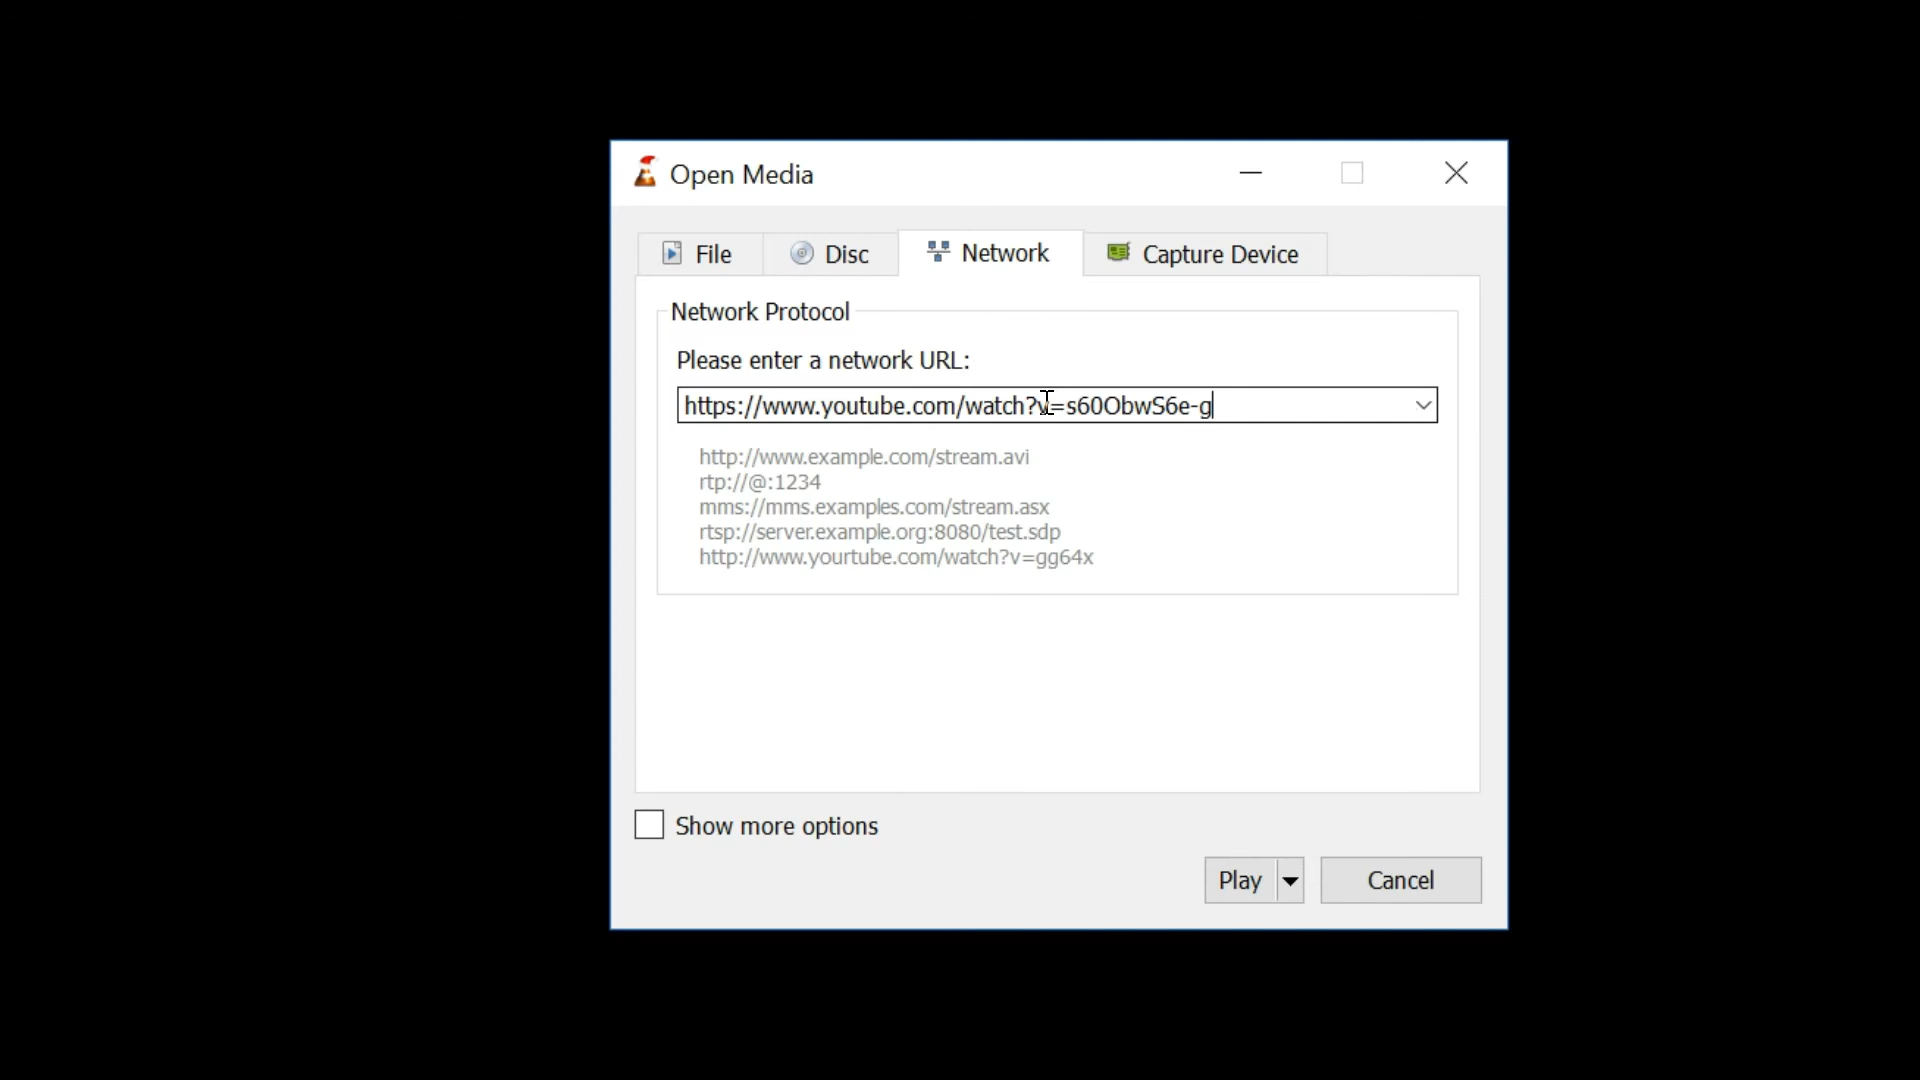 Open Media
File Disc Network Capture Device
Network Protocol
Please enter a network URL:
https://www.youtube.com/watch?v=s60ObwS6e-g
http://www.example.com/stream.avi
rtp://@:1234
mms://mms.examples.com/stream.asx
rtsp://server.example.org:8080/test.sdp
http://www.yourtube.com/watch?v=gg64x
Show more options
Play Cancel